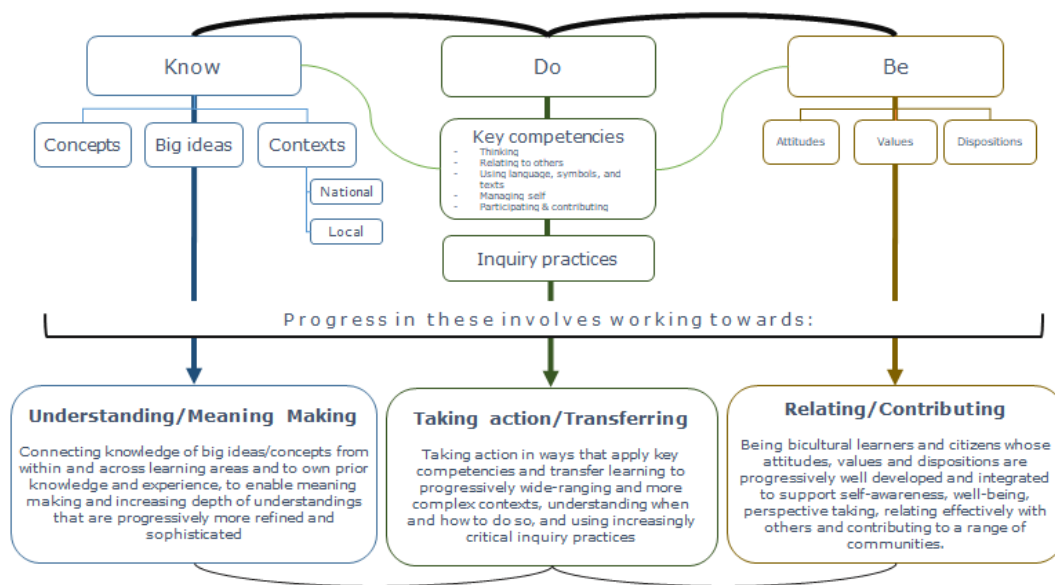 Know
Do
Be
Concepts
Big ideas
Contexts
National
Local
Key competencies
- Thinking
- Relating to others
- Using language, symbols, and
texts
- Managing self
- Participating & contributing
Inquiry practices
Attitudes
Values
Dispositions
Progress in these involves working towards:
Understanding/Meaning Making
Connecting knowledge of big ideas/concepts from
within and across learning areas and to own prior
knowledge and experience, to enable meaning
making and increasing depth of understandings
that are progressively more refined and
sophisticated
Taking action/Transferring
Taking action in ways that apply key
competencies and transfer learning to
progressively wide-ranging and more
complex contexts, understanding when
and how to do so, and using increasingly
critical inquiry practices
Relating/Contributing
Being bicultural learners and citizens whose
attitudes, values and dispositions are
progressively well developed and integrated
to support self-awareness, well-being,
perspective taking, relating effectively with
others and contributing to a range of
communities.